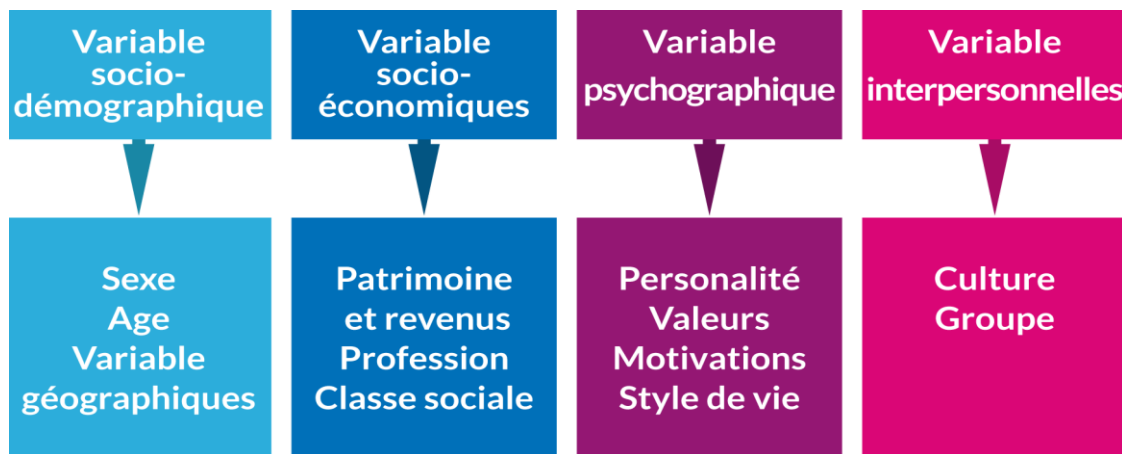 Variable
socio-
démographique
Variable
socio-
économiques
Variable
psychographique
Variable
interpersonnelles
Sexe
Age
Variable
géographiques
Patrimoine
et revenus
Profession
Classe sociale
Personalité
Valeurs
Motivations
Style de vie
Culture
Groupe